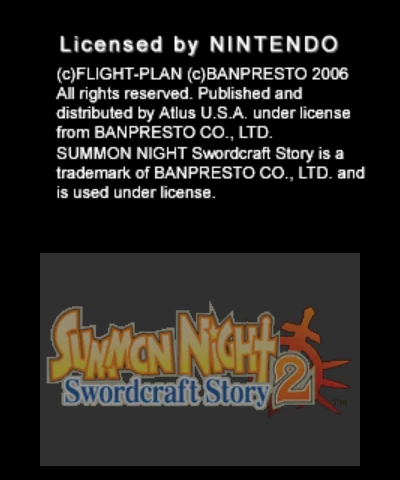 Licensed by NINTENDO
(c)FLIGHT-PLAN (c)BANPRESTO 2006
All rights reserved. Published and
distributed by Atlus U.S.A. under license
from BANPRESTO CO., LTD.
SUMMON NIGHT Swordcraft Story is a
trademark of BANPRESTO CO., LTD. and
is used under license.
SUMMON NIGHT
Swordcraft Story 2
TM